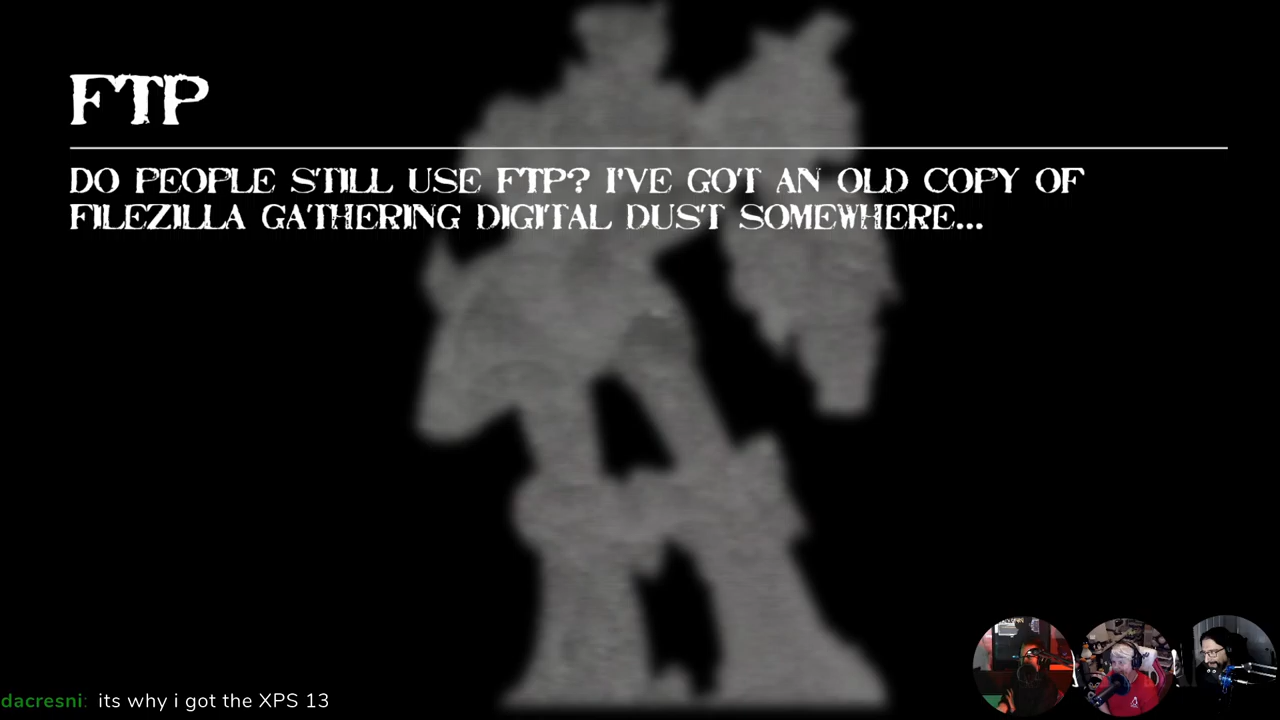 FTP
DO PEOPLE STILL USE FTP? I'VE GOT AN OLD COPY OF
FILEZILLA GATHERING DIGITAL DUST SOMEWHERE...
dacresni: its why i got the XPS 13